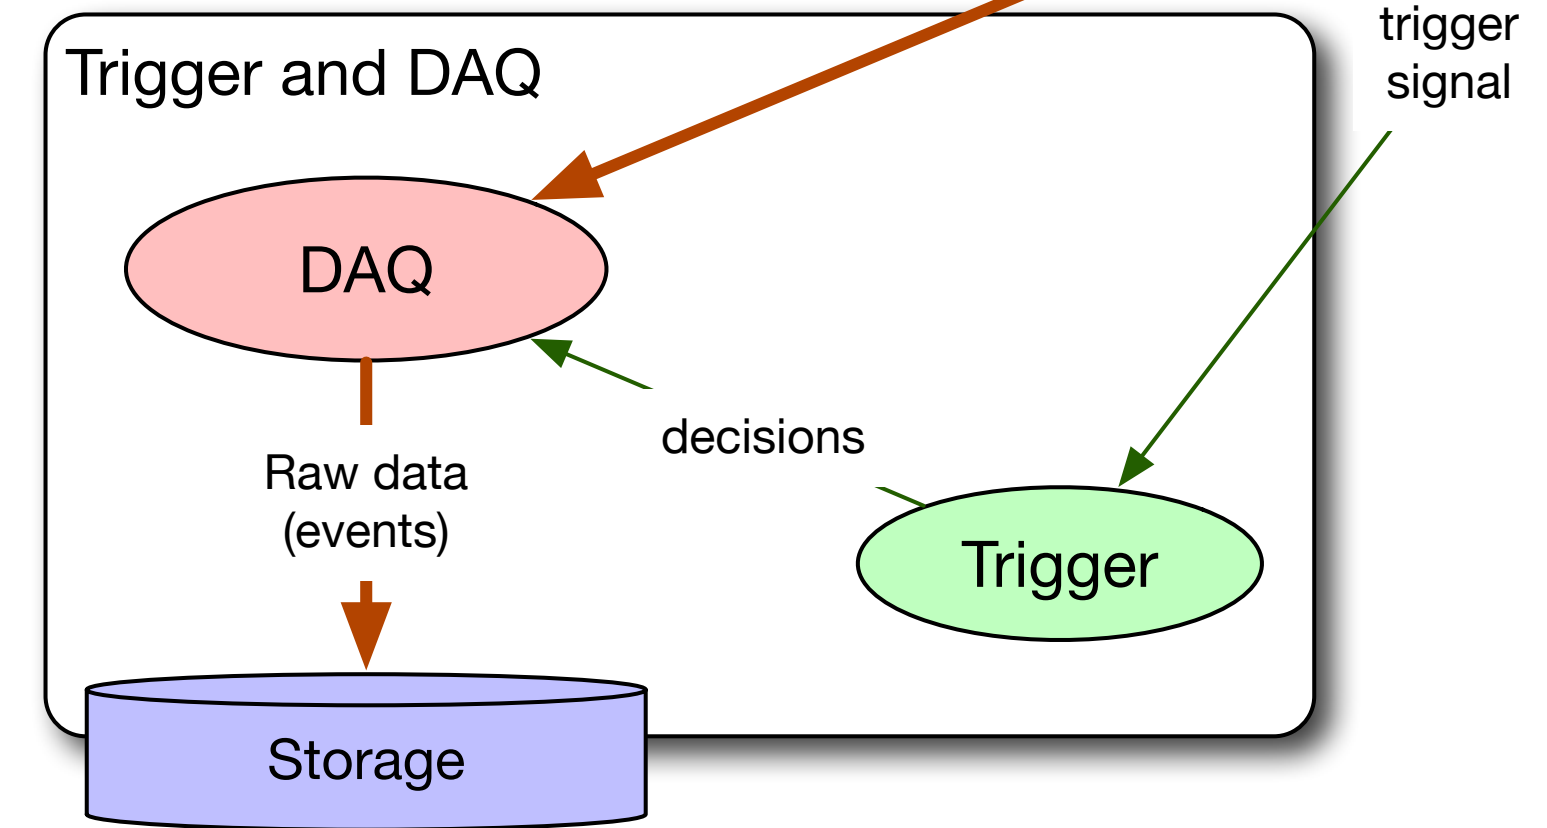 trigger
signal
Trigger and DAQ
DAQ
decisions
Raw data
(events)
Trigger
Storage